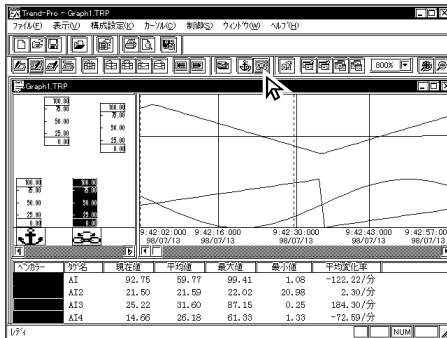 Trend-Pro - Graph1.TRP
ファイル(F) 表示(V) 構成設定(K) カーソル(C) 制御(S) ウィンドウ(W) ヘルプ(H)
800%
Graph1.TRP
100.00 100.00
75.00 75.00
50.00 50.00
25.00 25.00
0.00 0.00
100.00 100.00
75.00 75.00
50.00 50.00
25.00 25.00
0.00 0.00
9:42:02:000 9:42:16:000 9:42:30:000 9:42:43:000 9:42:57:00
98/07/13 98/07/13 98/07/13 98/07/13 98/07/13
ペンカラー タグ名 現在値 平均値 最大値 最小値 平均変化率
AI 92.75 59.77 99.41 1.08 -122.22/分
AI2 21.50 21.59 22.02 20.98 2.30/分
AI3 25.22 31.60 87.15 0.25 184.30/分
AI4 14.66 26.18 61.33 1.33 -72.59/分
レディ NUM